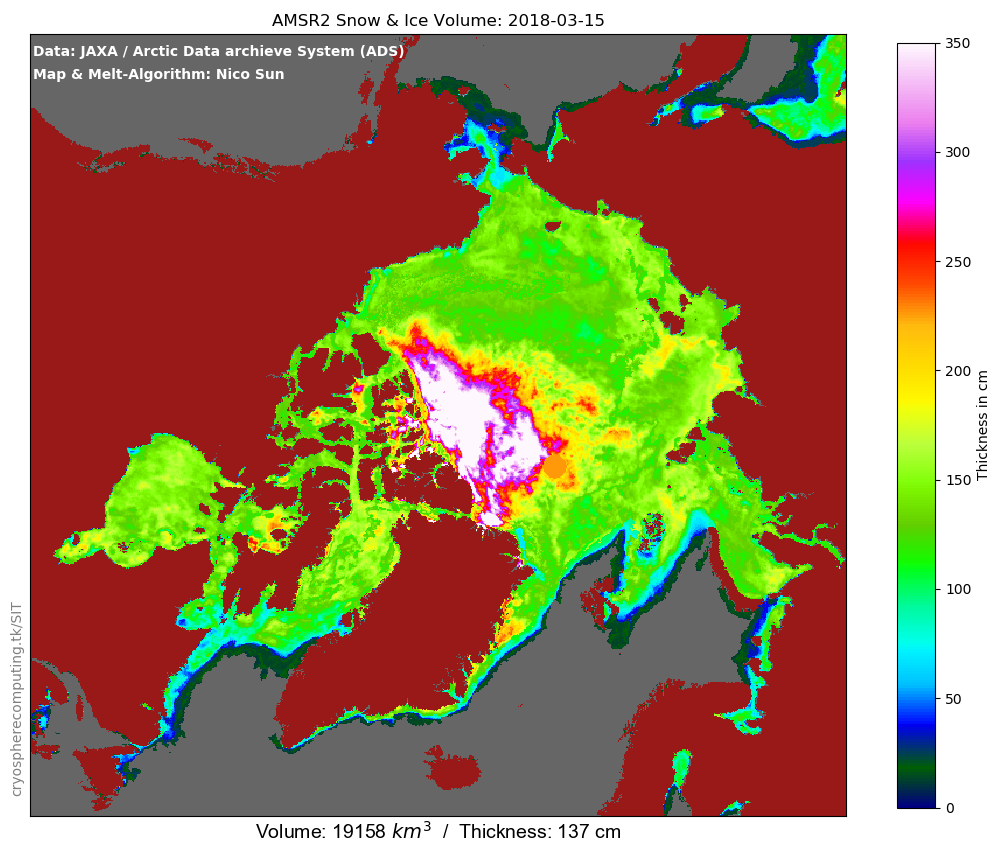 AMSR2 Snow & Ice Volume: 2018-03-15
Data: JAXA / Arctic Data archieve System (ADS)
Map & Melt-Algorithm: Nico Sun
350
300
250
200
150
100
50
0
Thickness in cm
cryospherecomputing.tk/SIT
Volume: 19158 km³ / Thickness: 137 cm